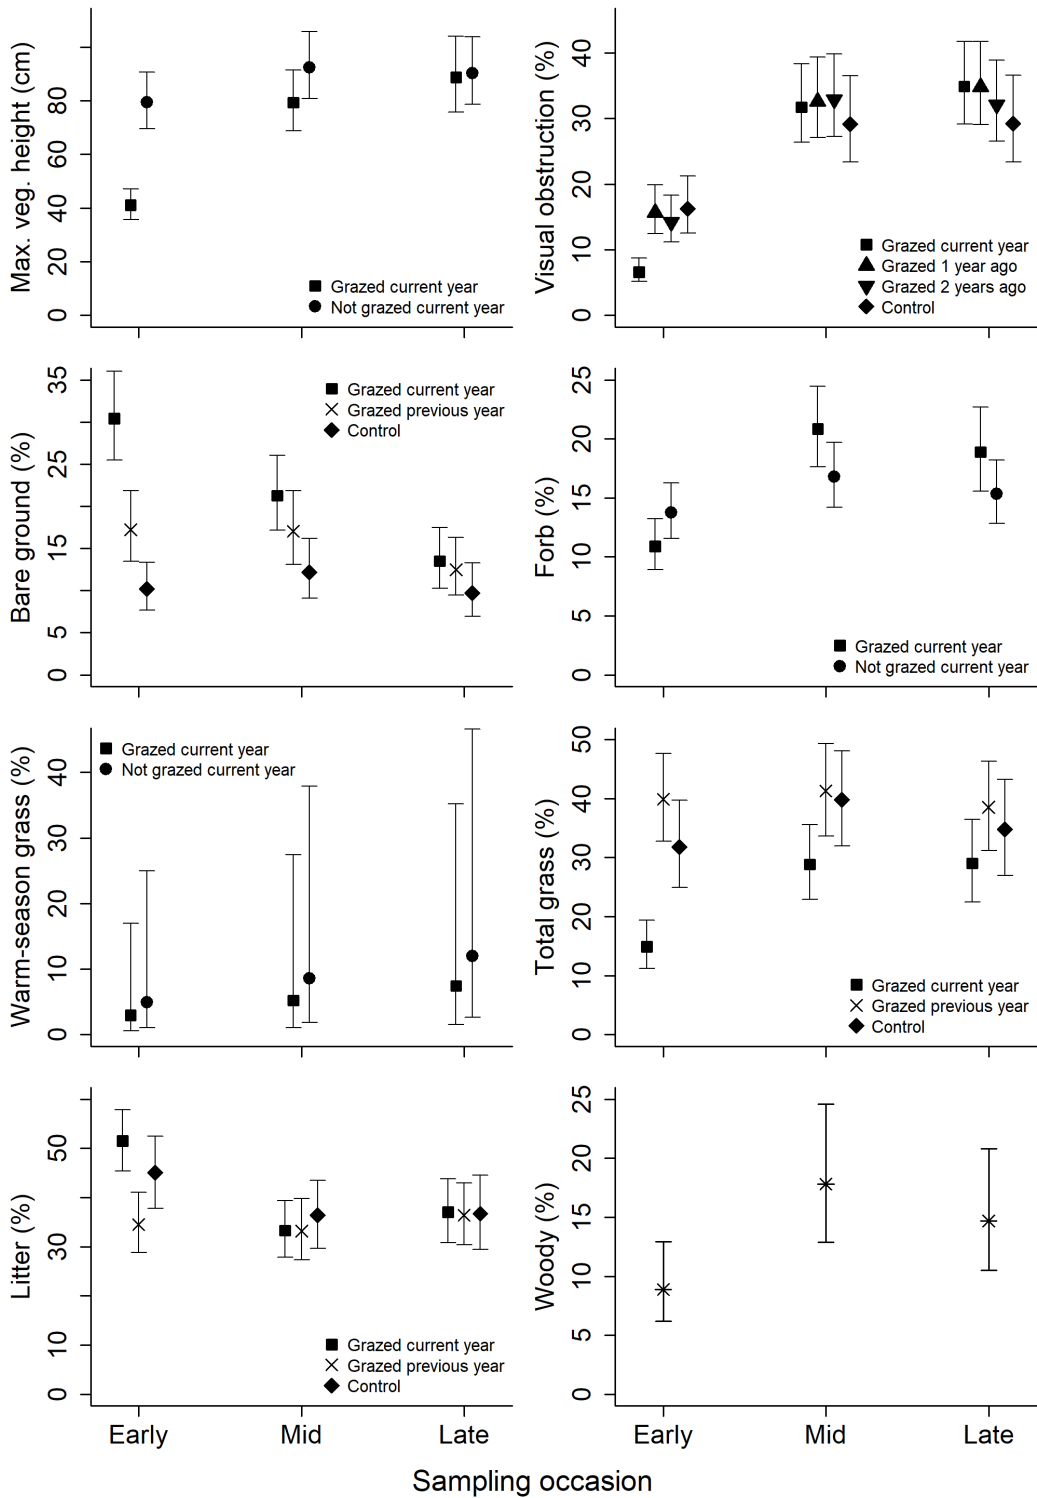 Max. veg. height (cm)
80
60
40
20
0
Grazed current year
Not grazed current year
Visual obstruction (%)
40
30
20
10
0
Grazed current year
Grazed 1 year ago
Grazed 2 years ago
Control
Bare ground (%)
35
25
15
5
0
Grazed current year
Grazed previous year
Control
Forb (%)
25
20
15
10
5
0
Grazed current year
Not grazed current year
Warm-season grass (%)
40
30
20
10
0
Grazed current year
Not grazed current year
Total grass (%)
50
40
30
20
10
0
Grazed current year
Grazed previous year
Control
Litter (%)
50
30
10
0
Grazed current year
Grazed previous year
Control
Early Mid Late
Woody (%)
25
20
15
10
5
0
Early Mid Late
Sampling occasion